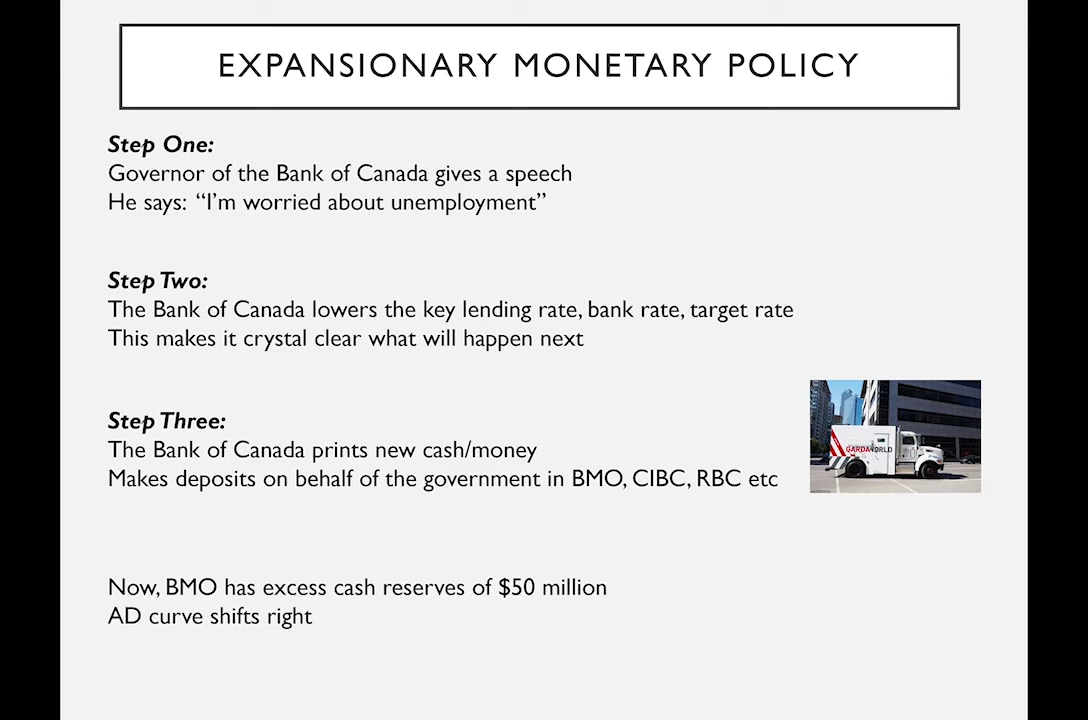 EXPANSIONARY MONETARY POLICY
Step One:
Governor of the Bank of Canada gives a speech
He says: “I’m worried about unemployment”
Step Two:
The Bank of Canada lowers the key lending rate, bank rate, target rate
This makes it crystal clear what will happen next
Step Three:
The Bank of Canada prints new cash/money
Makes deposits on behalf of the government in BMO, CIBC, RBC etc
GARDAWORLD
Now, BMO has excess cash reserves of $50 million
AD curve shifts right